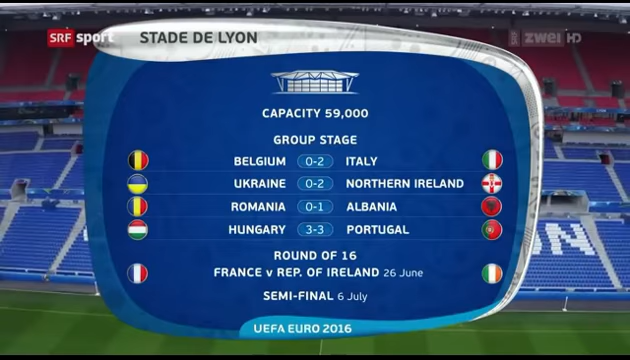 SRF sport
STADE DE LYON
SRF zwei HD
CAPACITY 59,000
GROUP STAGE
BELGIUM 0-2 ITALY
UKRAINE 0-2 NORTHERN IRELAND
ROMANIA 0-1 ALBANIA
HUNGARY 3-3 PORTUGAL
ROUND OF 16
FRANCE v REP. OF IRELAND 26 June
SEMI-FINAL 6 July
UEFA EURO 2016
ON